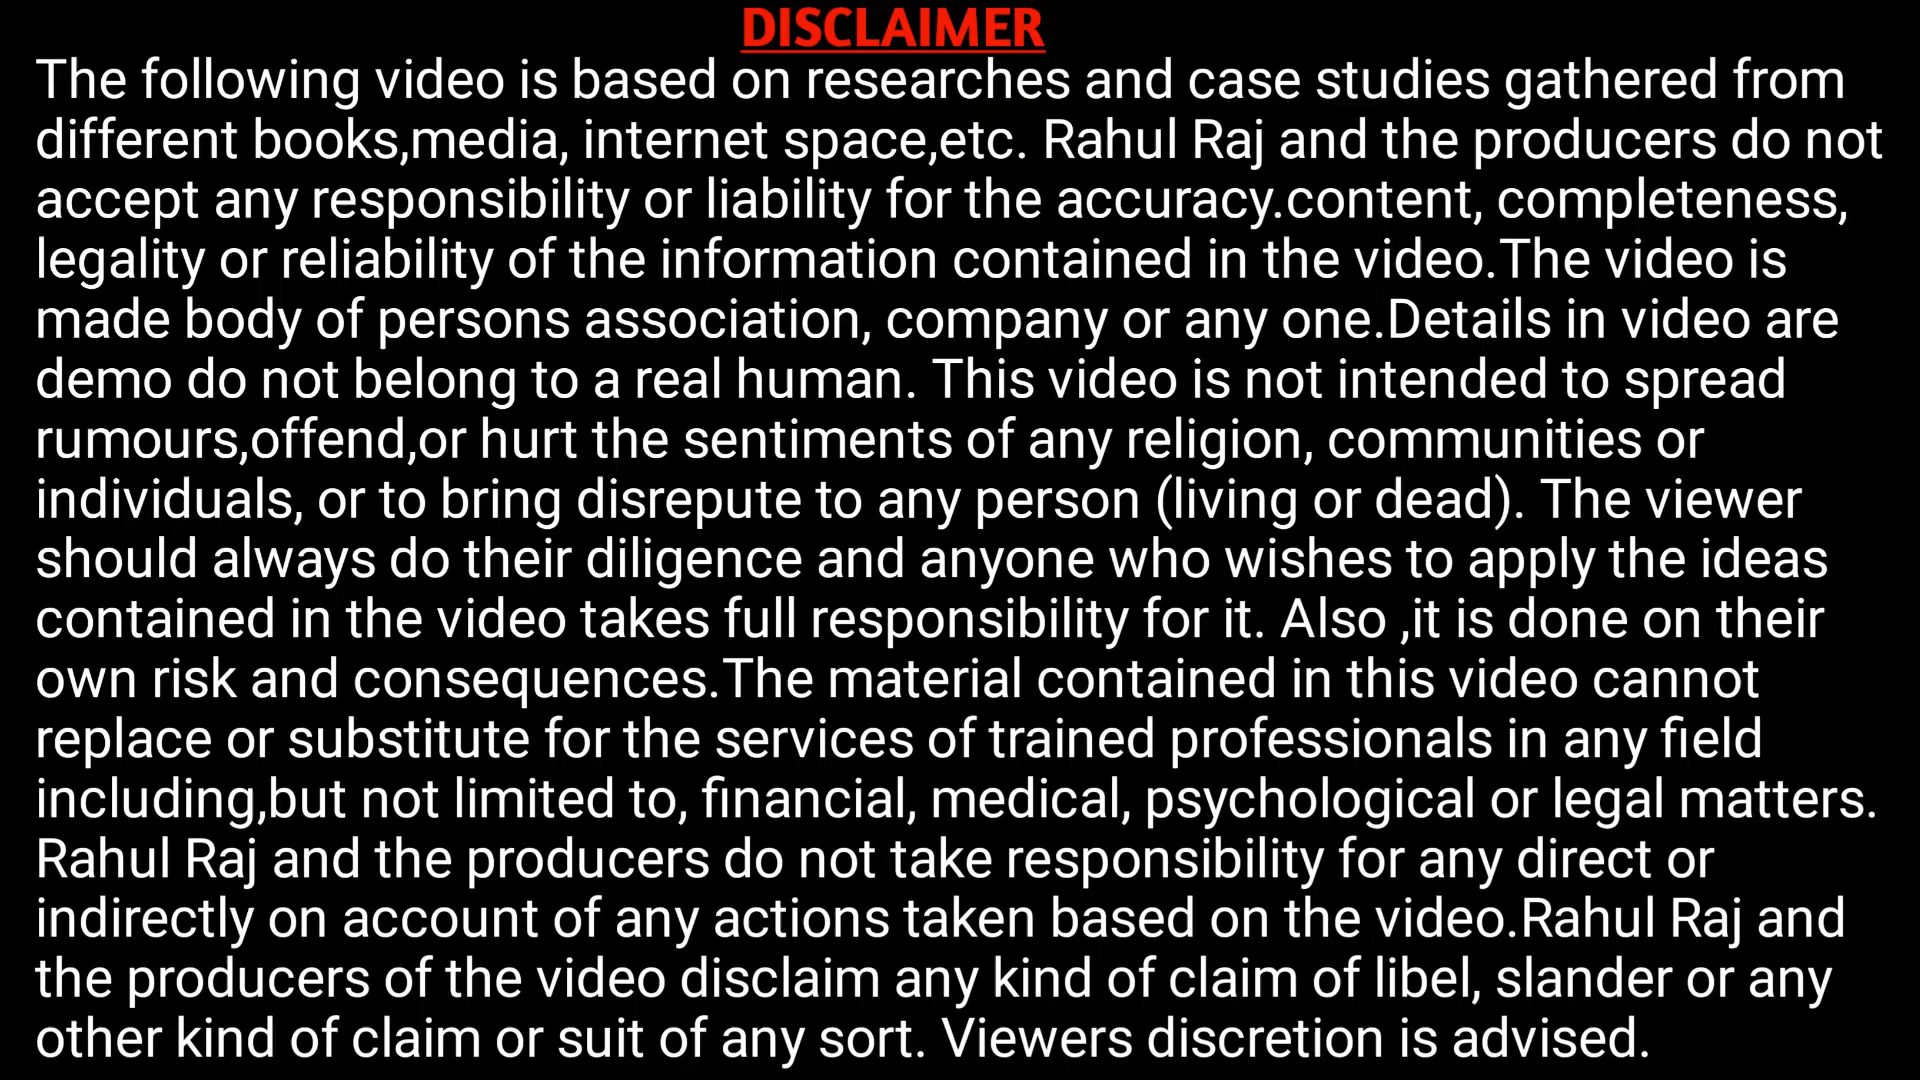 DISCLAIMER
The following video is based on researches and case studies gathered from
different books,media, internet space,etc. Rahul Raj and the producers do not
accept any responsibility or liability for the accuracy.content, completeness,
legality or reliability of the information contained in the video.The video is
made body of persons association, company or any one.Details in video are
demo do not belong to a real human. This video is not intended to spread
rumours,offend,or hurt the sentiments of any religion, communities or
individuals, or to bring disrepute to any person (living or dead). The viewer
should always do their diligence and anyone who wishes to apply the ideas
contained in the video takes full responsibility for it. Also ,it is done on their
own risk and consequences.The material contained in this video cannot
replace or substitute for the services of trained professionals in any field
including,but not limited to, financial, medical, psychological or legal matters.
Rahul Raj and the producers do not take responsibility for any direct or
indirectly on account of any actions taken based on the video.Rahul Raj and
the producers of the video disclaim any kind of claim of libel, slander or any
other kind of claim or suit of any sort. Viewers discretion is advised.